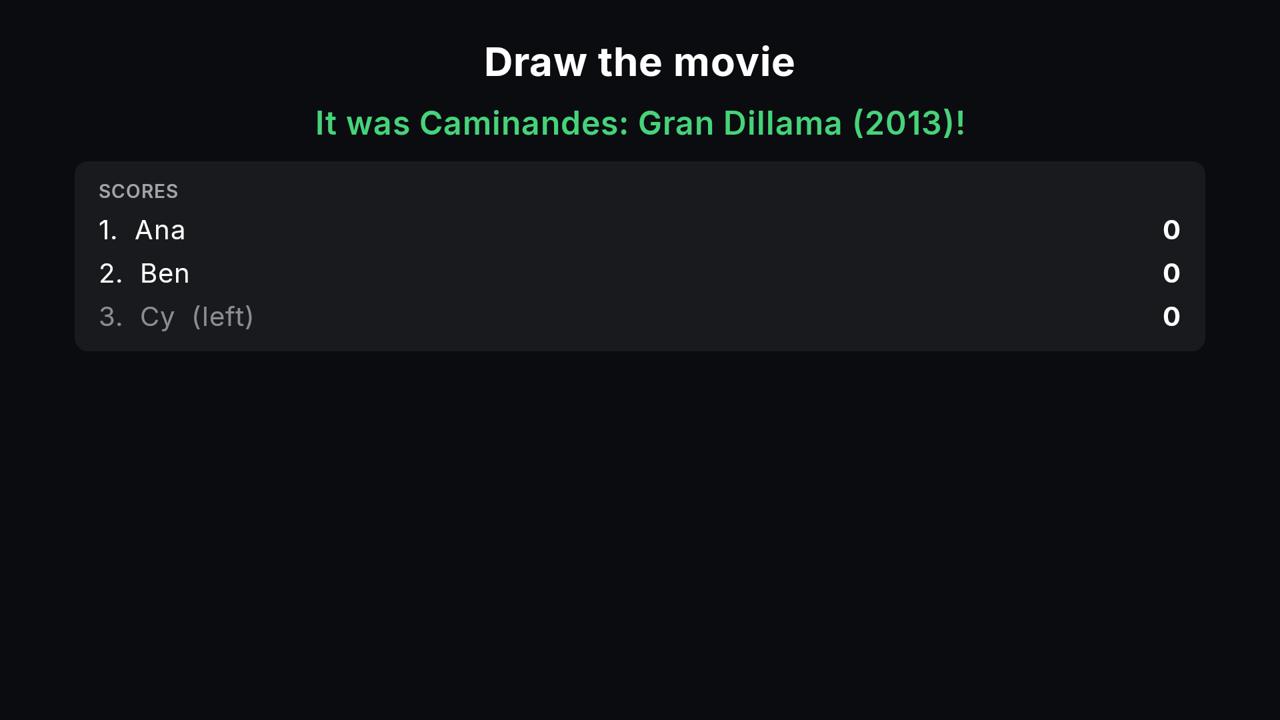 Draw the movie
It was Caminandes: Gran Dillama (2013)!
SCORES
1. Ana 0
2. Ben 0
3. Cy (left) 0